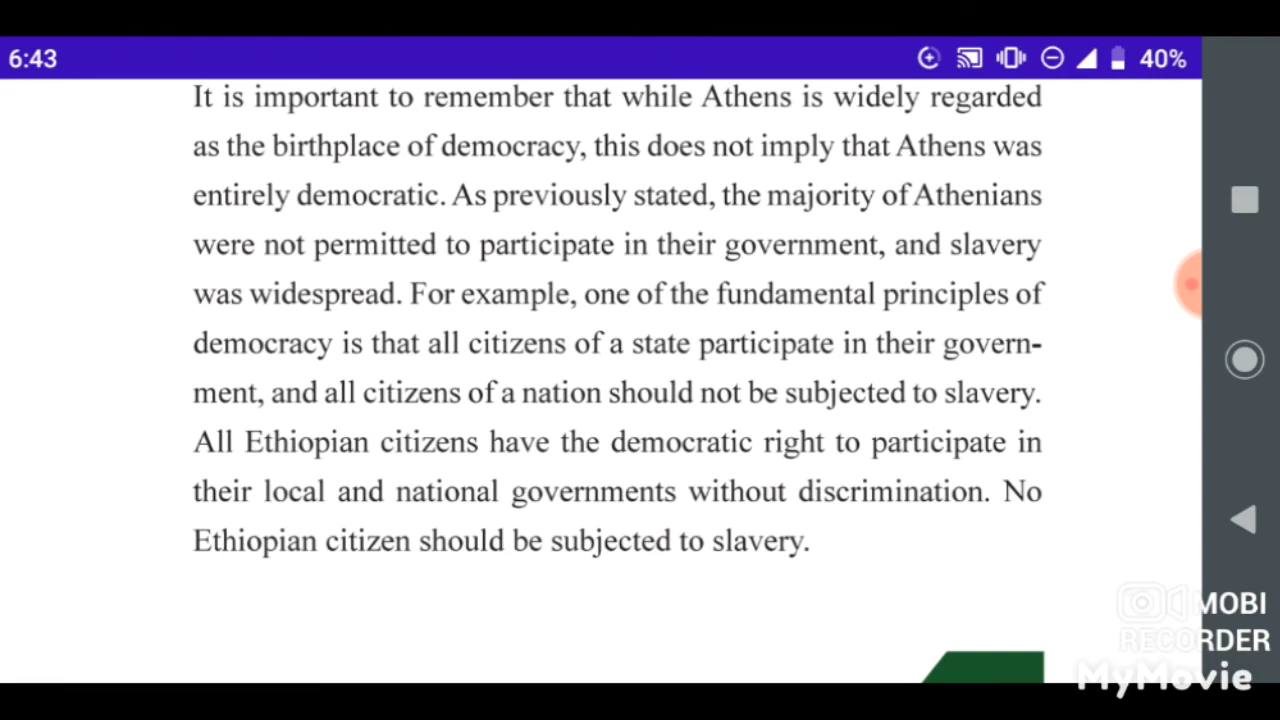 6:43
40%
It is important to remember that while Athens is widely regarded
as the birthplace of democracy, this does not imply that Athens was
entirely democratic. As previously stated, the majority of Athenians
were not permitted to participate in their government, and slavery
was widespread. For example, one of the fundamental principles of
democracy is that all citizens of a state participate in their govern-
ment, and all citizens of a nation should not be subjected to slavery.
All Ethiopian citizens have the democratic right to participate in
their local and national governments without discrimination. No
Ethiopian citizen should be subjected to slavery.
MOBI
RECORDER
MyMovie